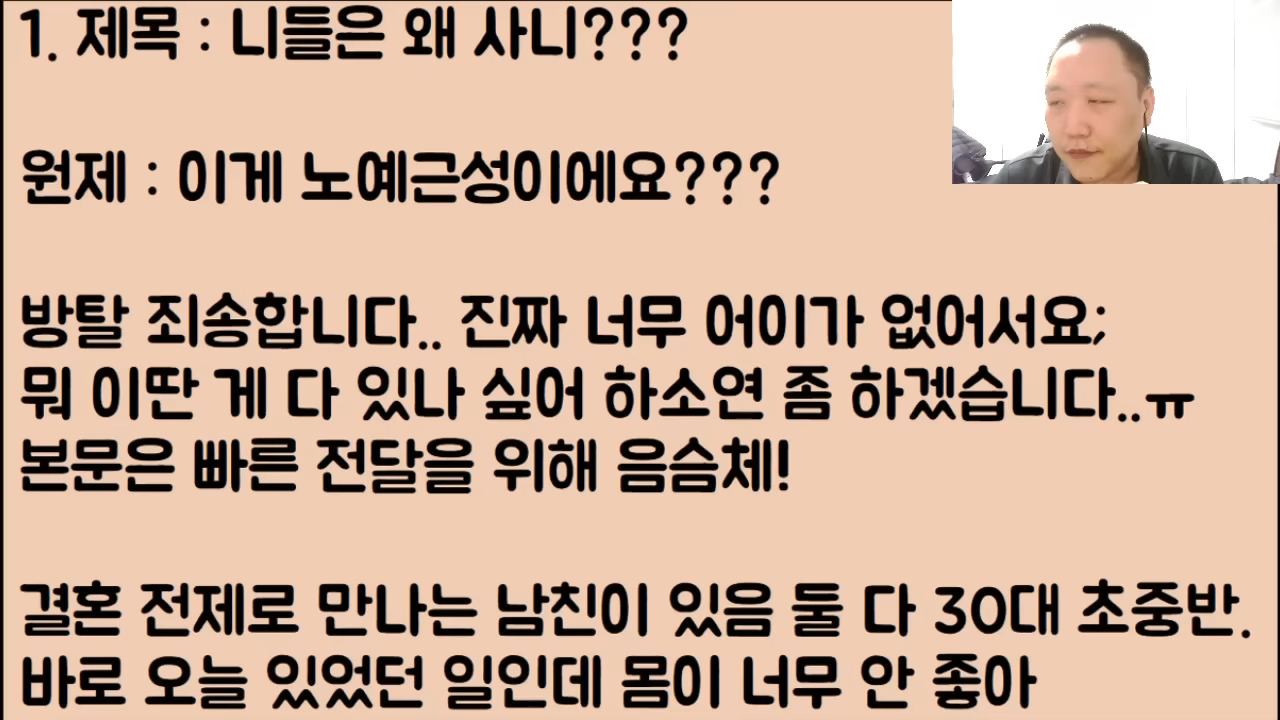 1. 제목 : 니들은 왜 사니???
원제 : 이게 노예근성이에요???
방탈 죄송합니다.. 진짜 너무 어이가 없어서요;
뭐 이딴 게 다 있나 싶어 하소연 좀 하겠습니다..ㅠ
본문은 빠른 전달을 위해 음슴체!
결혼 전제로 만나는 남친이 있음 둘 다 30대 초중반.
바로 오늘 있었던 일인데 몸이 너무 안 좋아